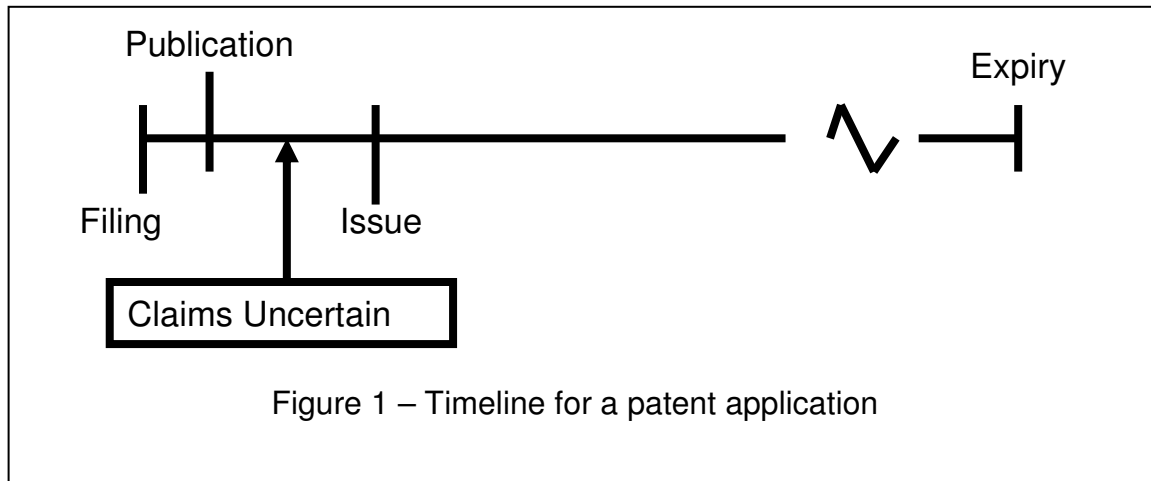 Publication
Expiry
Filing
Issue
Claims Uncertain
Figure 1 – Timeline for a patent application